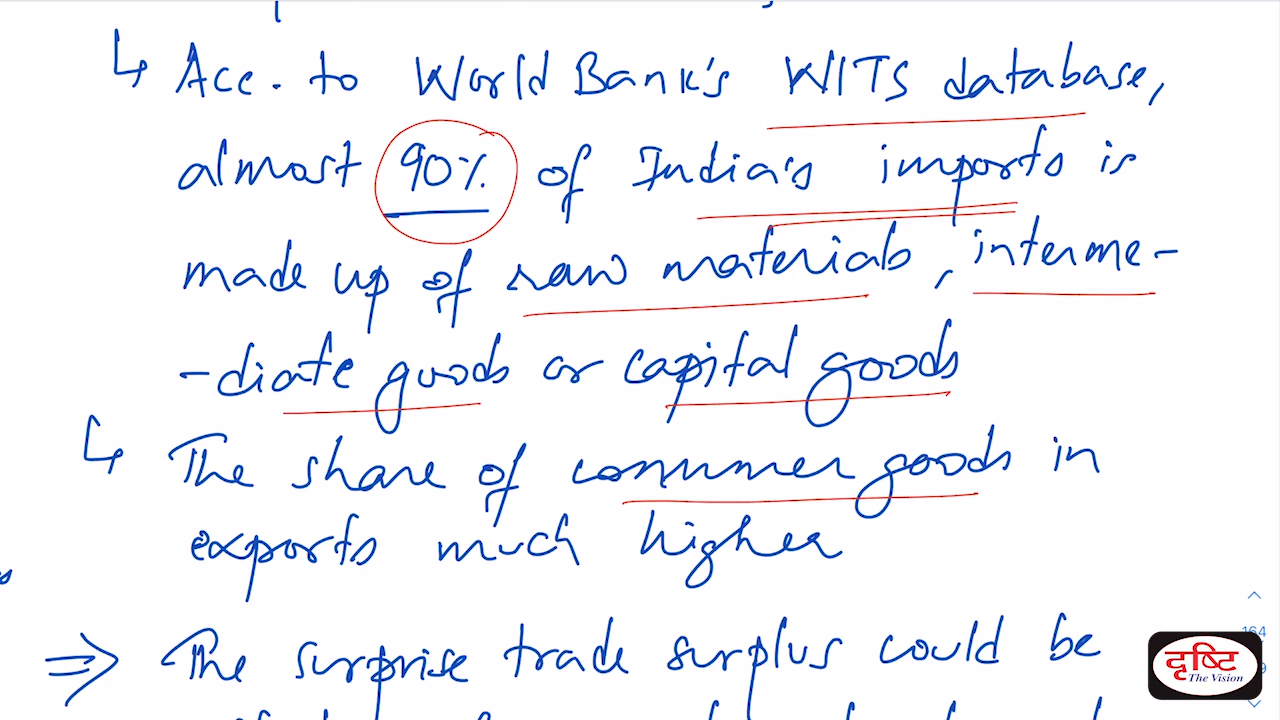 ↳ Acc. to World Bank's WITS database,
almost 90% of India's imports is
made up of raw materials, interme-
-diate goods or capital goods
↳ The share of consumer goods in
exports much higher
⇒ The surprise trade surplus could be
164
दृष्टि
The Vision